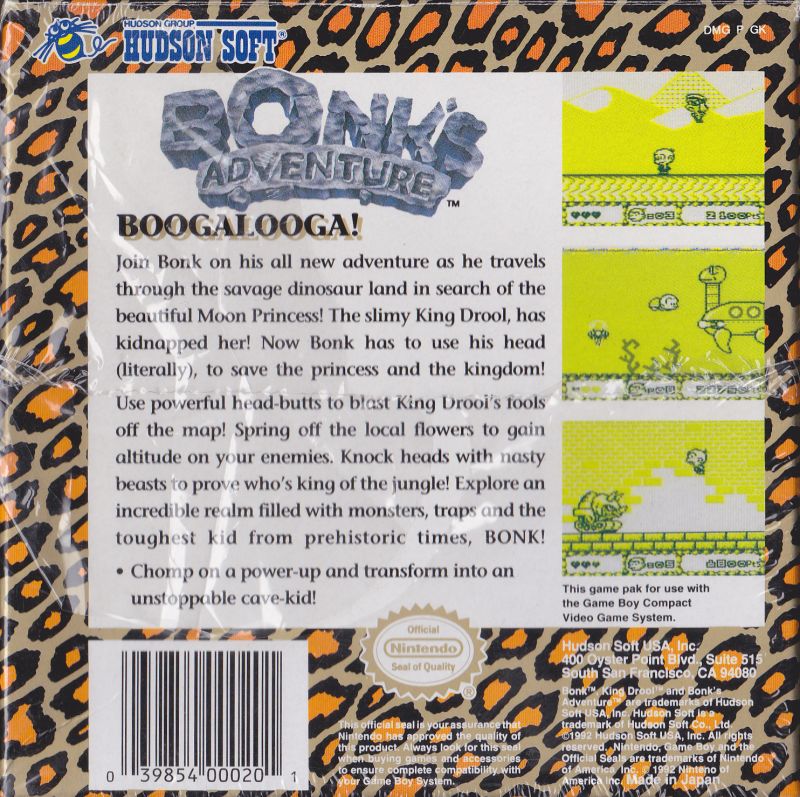 HUDSON GROUP
HUDSON SOFT®
DMG P GK
BONK'S
ADVENTURE
™
BOOGALOOGA!
Join Bonk on his all new adventure as he travels
through the savage dinosaur land in search of the
beautiful Moon Princess! The slimy King Drool, has
kidnapped her! Now Bonk has to use his head
(literally), to save the princess and the kingdom!
Use powerful head-butts to blast King Drool's fools
off the map! Spring off the local flowers to gain
altitude on your enemies. Knock heads with nasty
beasts to prove who's king of the jungle! Explore an
incredible realm filled with monsters, traps and the
toughest kid from prehistoric times, BONK!
• Chomp on a power-up and transform into an
unstoppable cave-kid!
This game pak for use with
the Game Boy Compact
Video Game System.
Official
Nintendo
Seal of Quality
®
This official seal is your assurance that
Nintendo has approved the quality of
this product. Always look for this seal
when buying games and accessories
to ensure complete compatibility with
your Game Boy System.
Hudson Soft USA, Inc.
400 Oyster Point Blvd., Suite 515
South San Francisco, CA 94080
Bonk™, King Drool™ and Bonk's
Adventure™ are trademarks of Hudson
Soft USA, Inc. Hudson Soft is a
trademark of Hudson Soft Co., Ltd.
©1992 Hudson Soft USA, Inc. All rights
reserved. Nintendo, Game Boy and the
Official Seals are trademarks of Nintendo
of America Inc. © 1992 Nintendo of
America Inc. Made in Japan
0 39854 00020 1